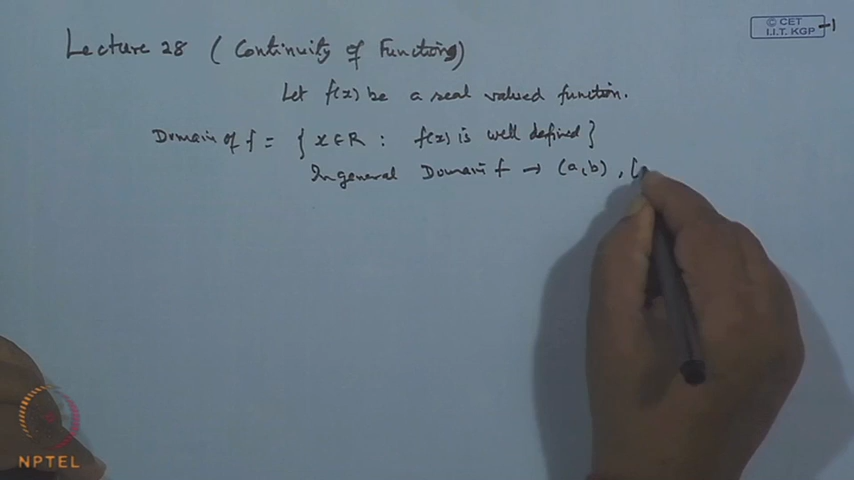 Lecture 28 ( Continuity of Functions)
© CET
I.I.T. KGP
Let f(x) be a real valued function.
Domain of f = { x ∈ R : f(x) is well defined }
In general Domain f → (a, b) , [
NPTEL